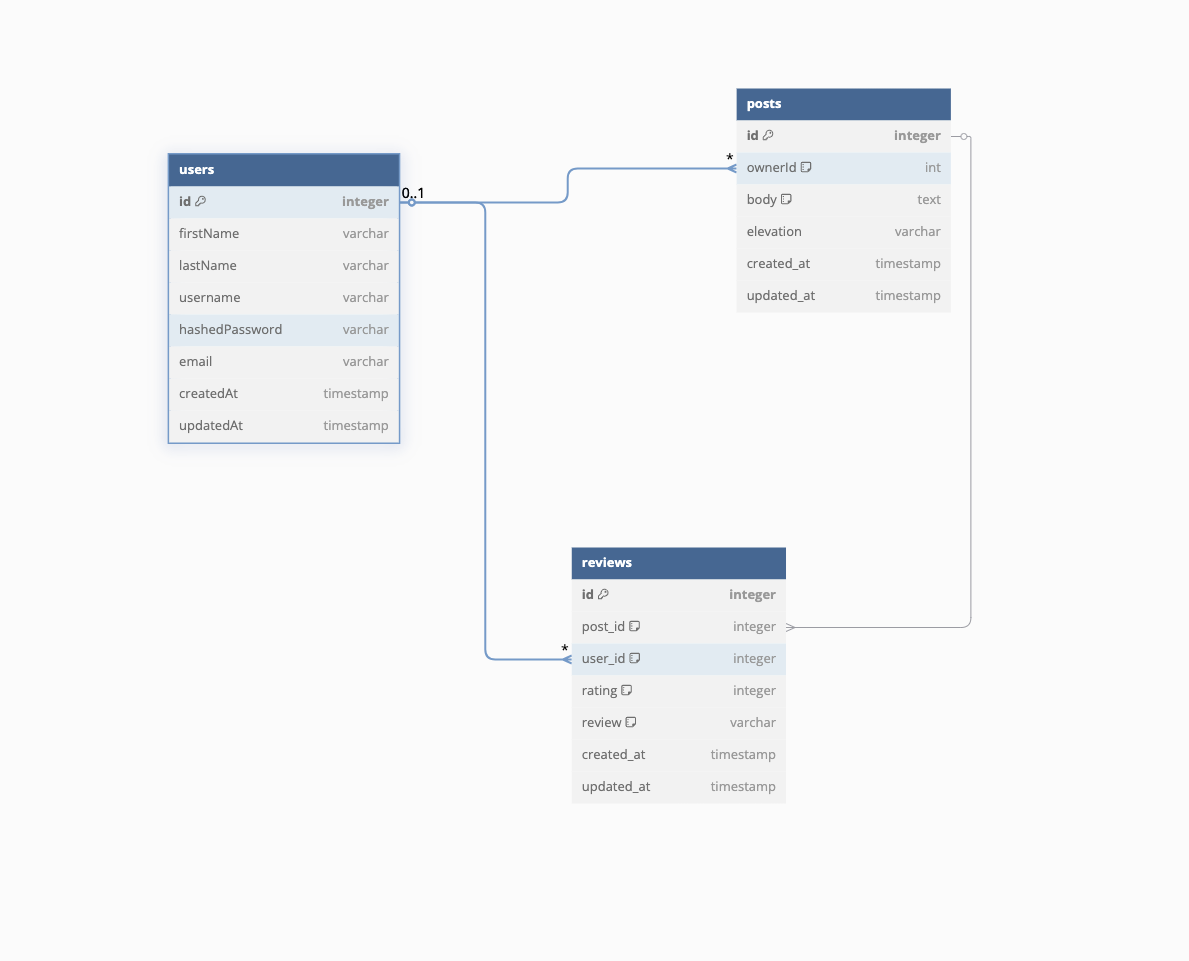 users
id integer
firstName varchar
lastName varchar
username varchar
hashedPassword varchar
email varchar
createdAt timestamp
updatedAt timestamp
0..1
*
posts
id integer
ownerId int
body text
elevation varchar
created_at timestamp
updated_at timestamp
*
reviews
id integer
post_id integer
user_id integer
rating integer
review varchar
created_at timestamp
updated_at timestamp